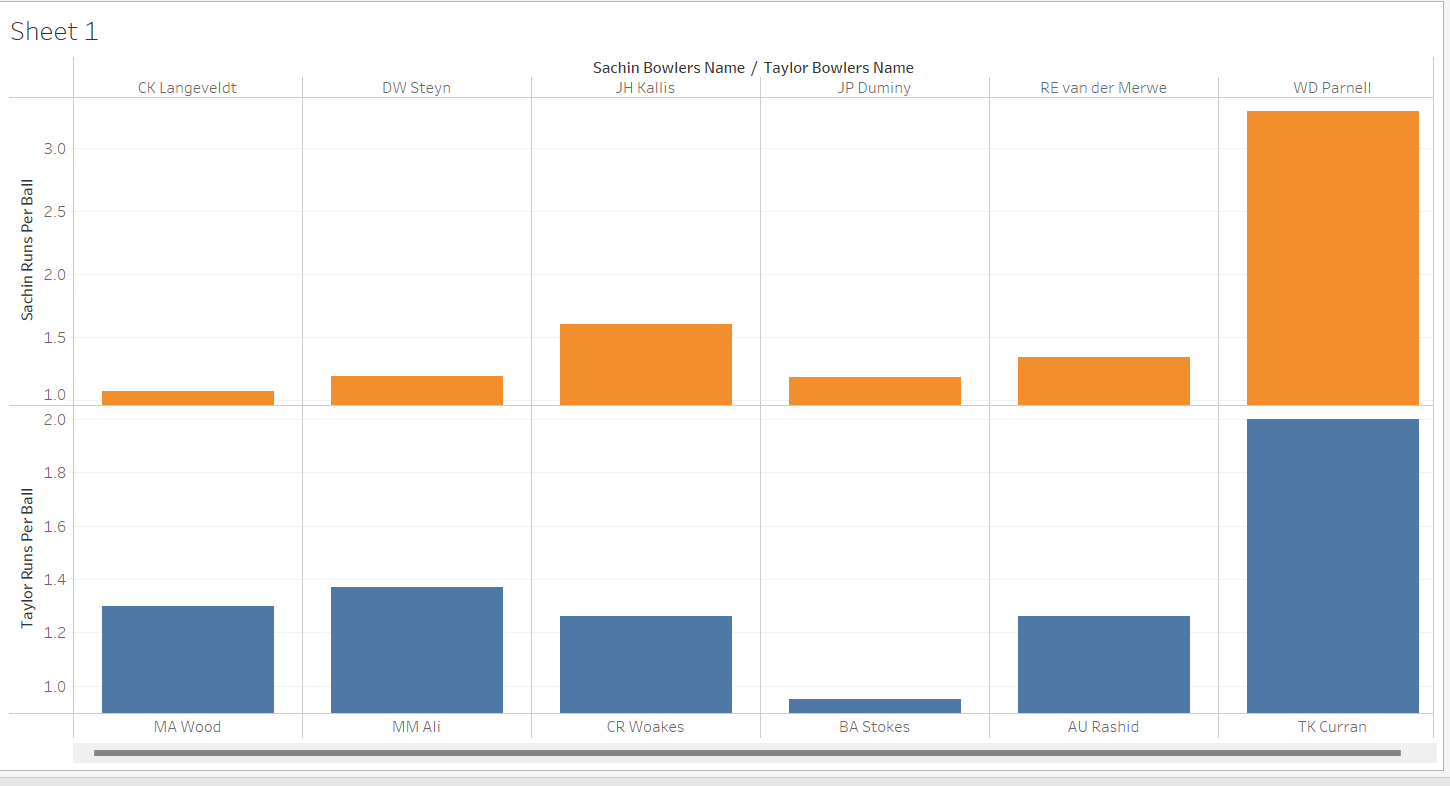 Sheet 1
Sachin Bowlers Name / Taylor Bowlers Name
CK Langeveldt DW Steyn JH Kallis JP Duminy RE van der Merwe WD Parnell
Sachin Runs Per Ball
3.0
2.5
2.0
1.5
1.0
Taylor Runs Per Ball
2.0
1.8
1.6
1.4
1.2
1.0
MA Wood MM Ali CR Woakes BA Stokes AU Rashid TK Curran